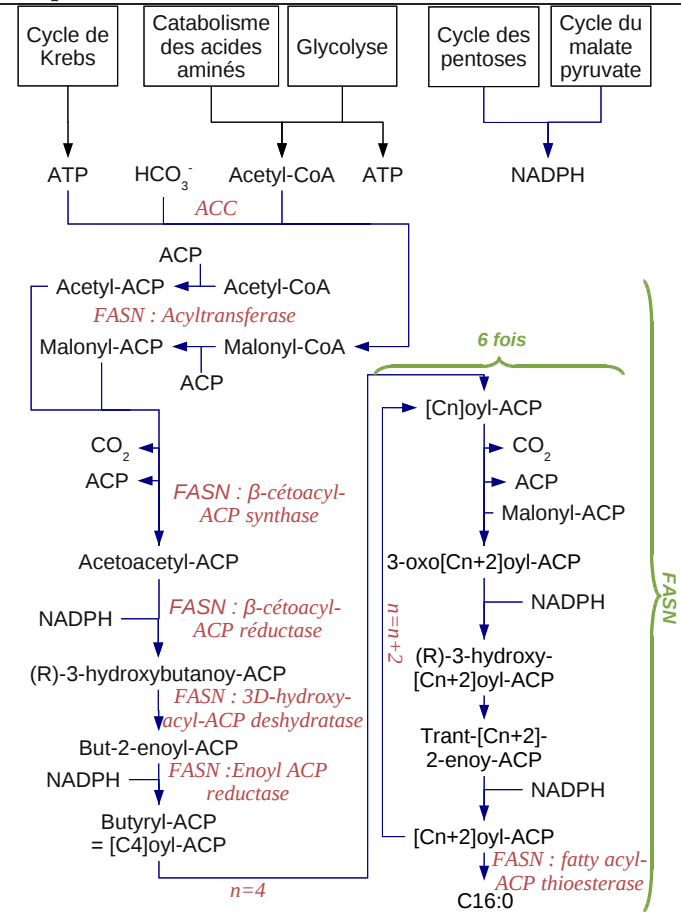 Cycle de
Krebs
Catabolisme
des acides
aminés
Glycolyse
Cycle des
pentoses
Cycle du
malate
pyruvate
ATP
HCO3-
Acetyl-CoA
ATP
NADPH
ACC
ACP
Acetyl-ACP
Acetyl-CoA
FASN : Acyltransferase
Malonyl-ACP
Malonyl-CoA
ACP
CO2
ACP
FASN : β-cétoacyl-
ACP synthase
Acetoacetyl-ACP
NADPH
FASN : β-cétoacyl-
ACP réductase
(R)-3-hydroxybutanoy-ACP
FASN : 3D-hydroxy-
acyl-ACP deshydratase
But-2-enoyl-ACP
NADPH
FASN :Enoyl ACP
reductase
Butyryl-ACP
= [C4]oyl-ACP
n=4
6 fois
[Cn]oyl-ACP
CO2
ACP
Malonyl-ACP
3-oxo[Cn+2]oyl-ACP
NADPH
n=n+2
(R)-3-hydroxy-
[Cn+2]oyl-ACP
Trant-[Cn+2]-
2-enoy-ACP
NADPH
[Cn+2]oyl-ACP
FASN : fatty acyl-
ACP thioesterase
C16:0
FASN